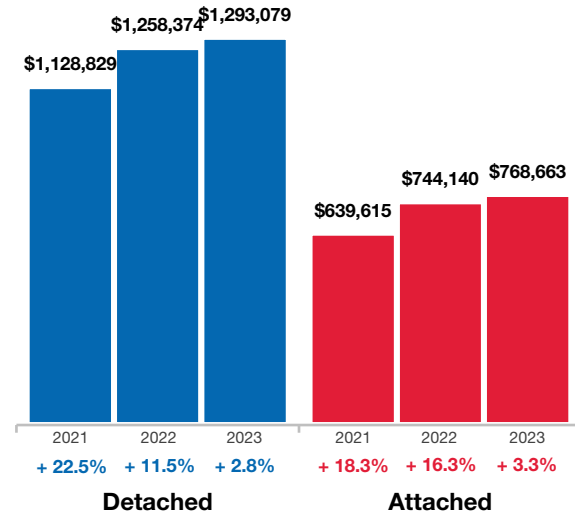 $1,128,829 $1,258,374 $1,293,079
$639,615 $744,140 $768,663
2021 2022 2023 2021 2022 2023
+ 22.5% + 11.5% + 2.8% + 18.3% + 16.3% + 3.3%
Detached Attached